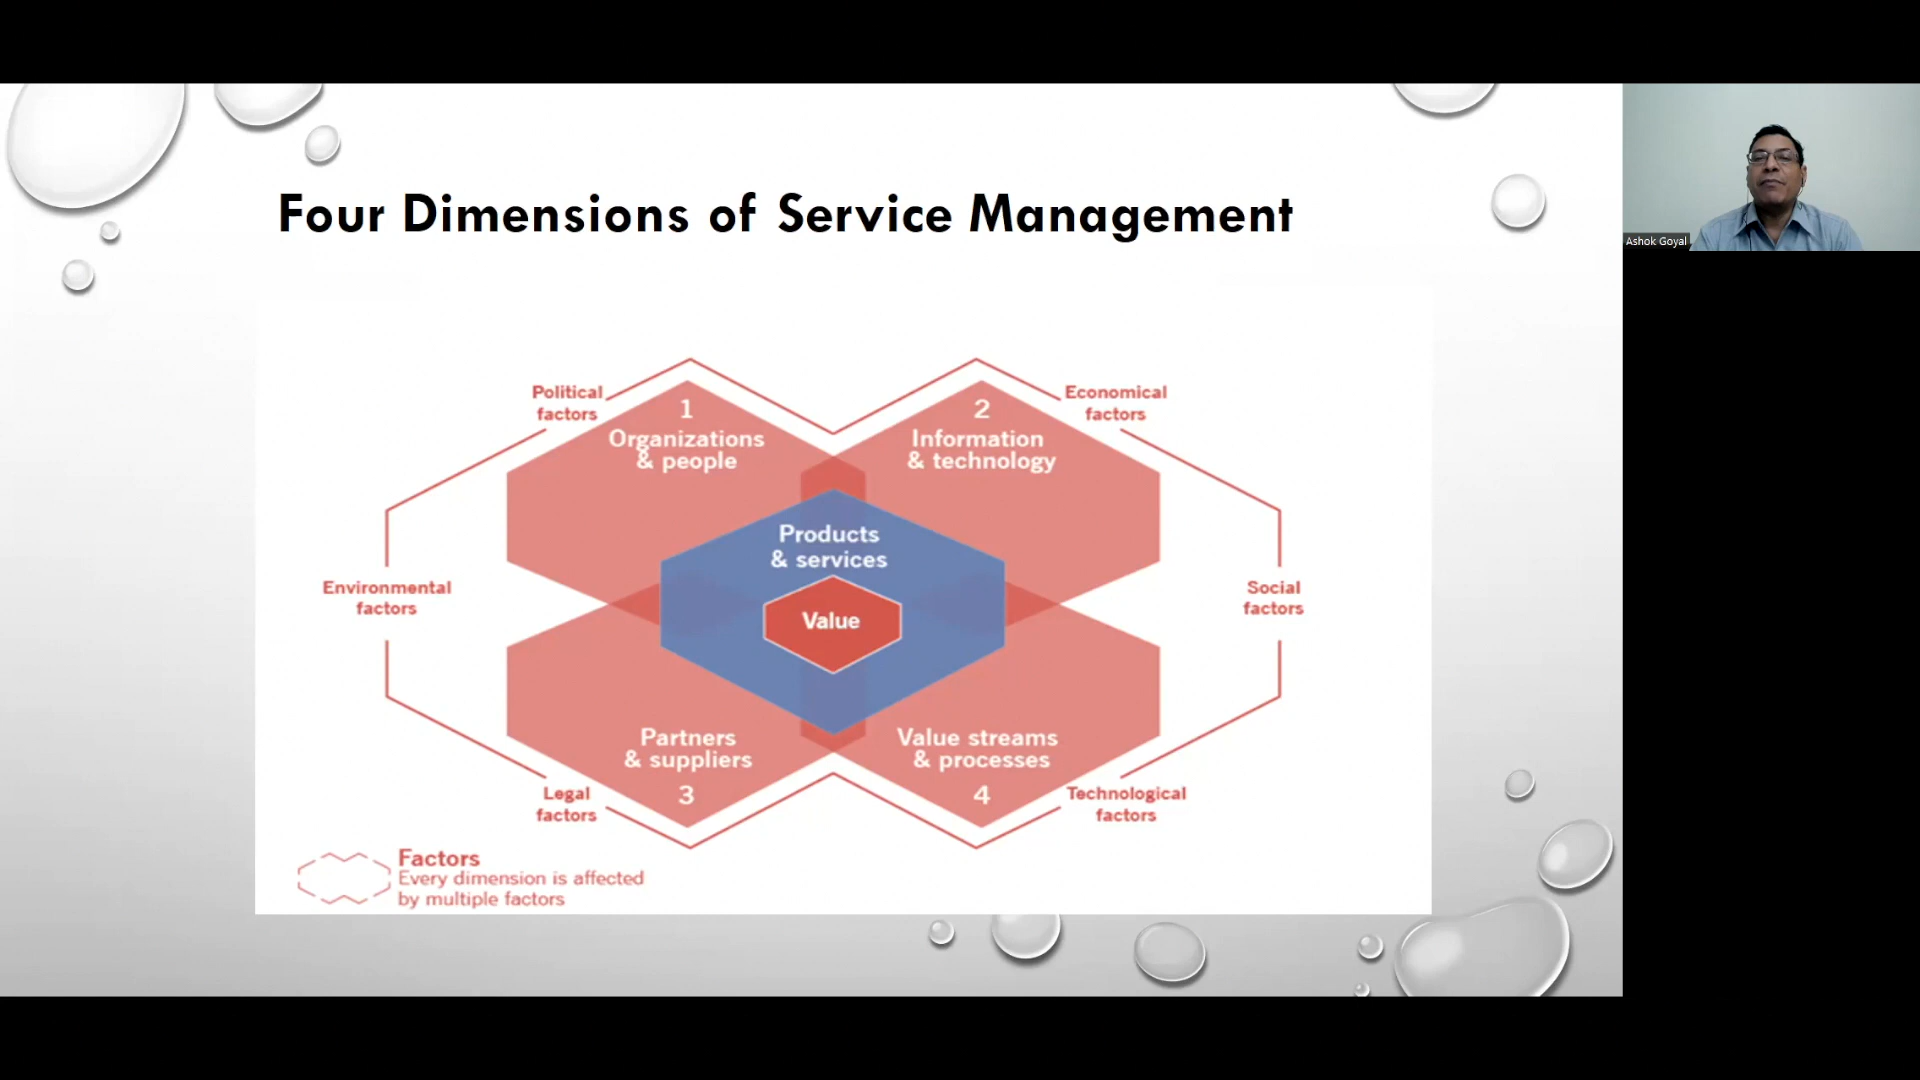 Four Dimensions of Service Management
Ashok Goyal
Political
factors
Economical
factors
1
Organizations
& people
2
Information
& technology
Products
& services
Value
Environmental
factors
Social
factors
Partners
& suppliers
3
Value streams
& processes
4
Legal
factors
Technological
factors
Factors
Every dimension is affected
by multiple factors